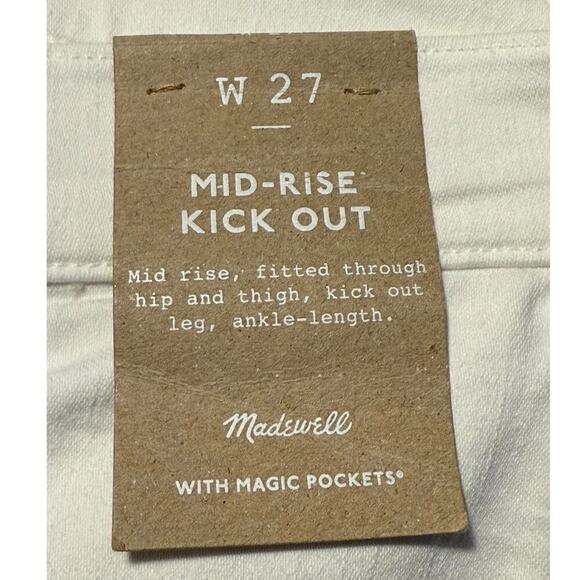 W 27
MID-RISE
KICK OUT
Mid rise, fitted through
hip and thigh, kick out
leg, ankle-length.
Madewell
WITH MAGIC POCKETS®